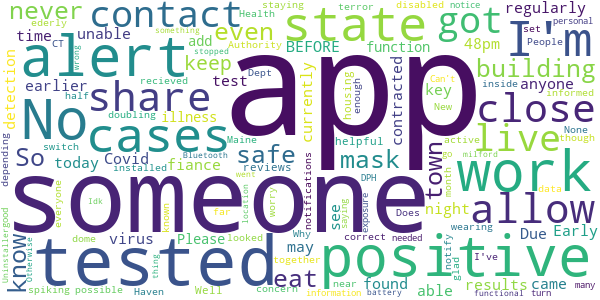 never contact state got I'm regularly
ederly Health staying terror disabled notice personal
CT something stopped Authority Dept
time unable even BEFORE function 48pm set People
alert add keep test building
detection earlier share illness currently housing enough contracted key New Can't anyone inside informed
half recieved
No cases app close
doubling Maine
depending switch today Covid fiance safe helpful mask town live active None though
installed reviews notifications DPH gp milford
Bluetooth went month
someone work
Uninstallergood everyone Idk location worry night data
So virus Please looked see exposure Does saying wearing allow
know Otherwise thing dome known far eat Why correct needed notify glad I've Due Early
tested may near found able positive results came many
together
spiking possible Haven Well concern information battery functional turn
wrong